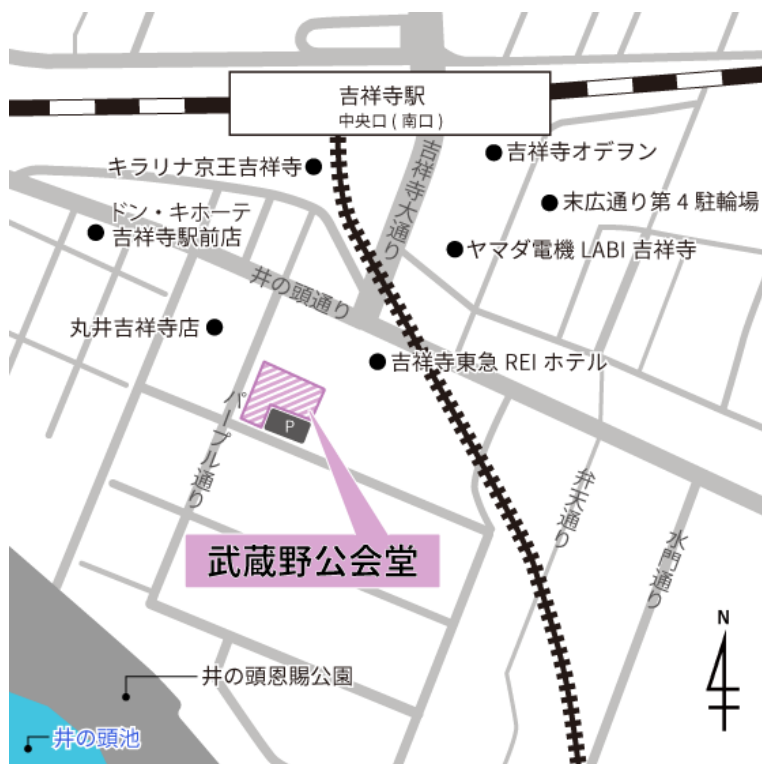 吉祥寺駅
中央口(南口)
キラリナ京王吉祥寺
吉祥寺大通り
吉祥寺オデヲン
末広通り第4駐輪場
ドン・キホーテ
吉祥寺駅前店
ヤマダ電機 LABI 吉祥寺
井の頭通り
丸井吉祥寺店
吉祥寺東急 REI ホテル
パープル通り
P
弁天通り
水門通り
武蔵野公会堂
N
井の頭恩賜公園
井の頭池